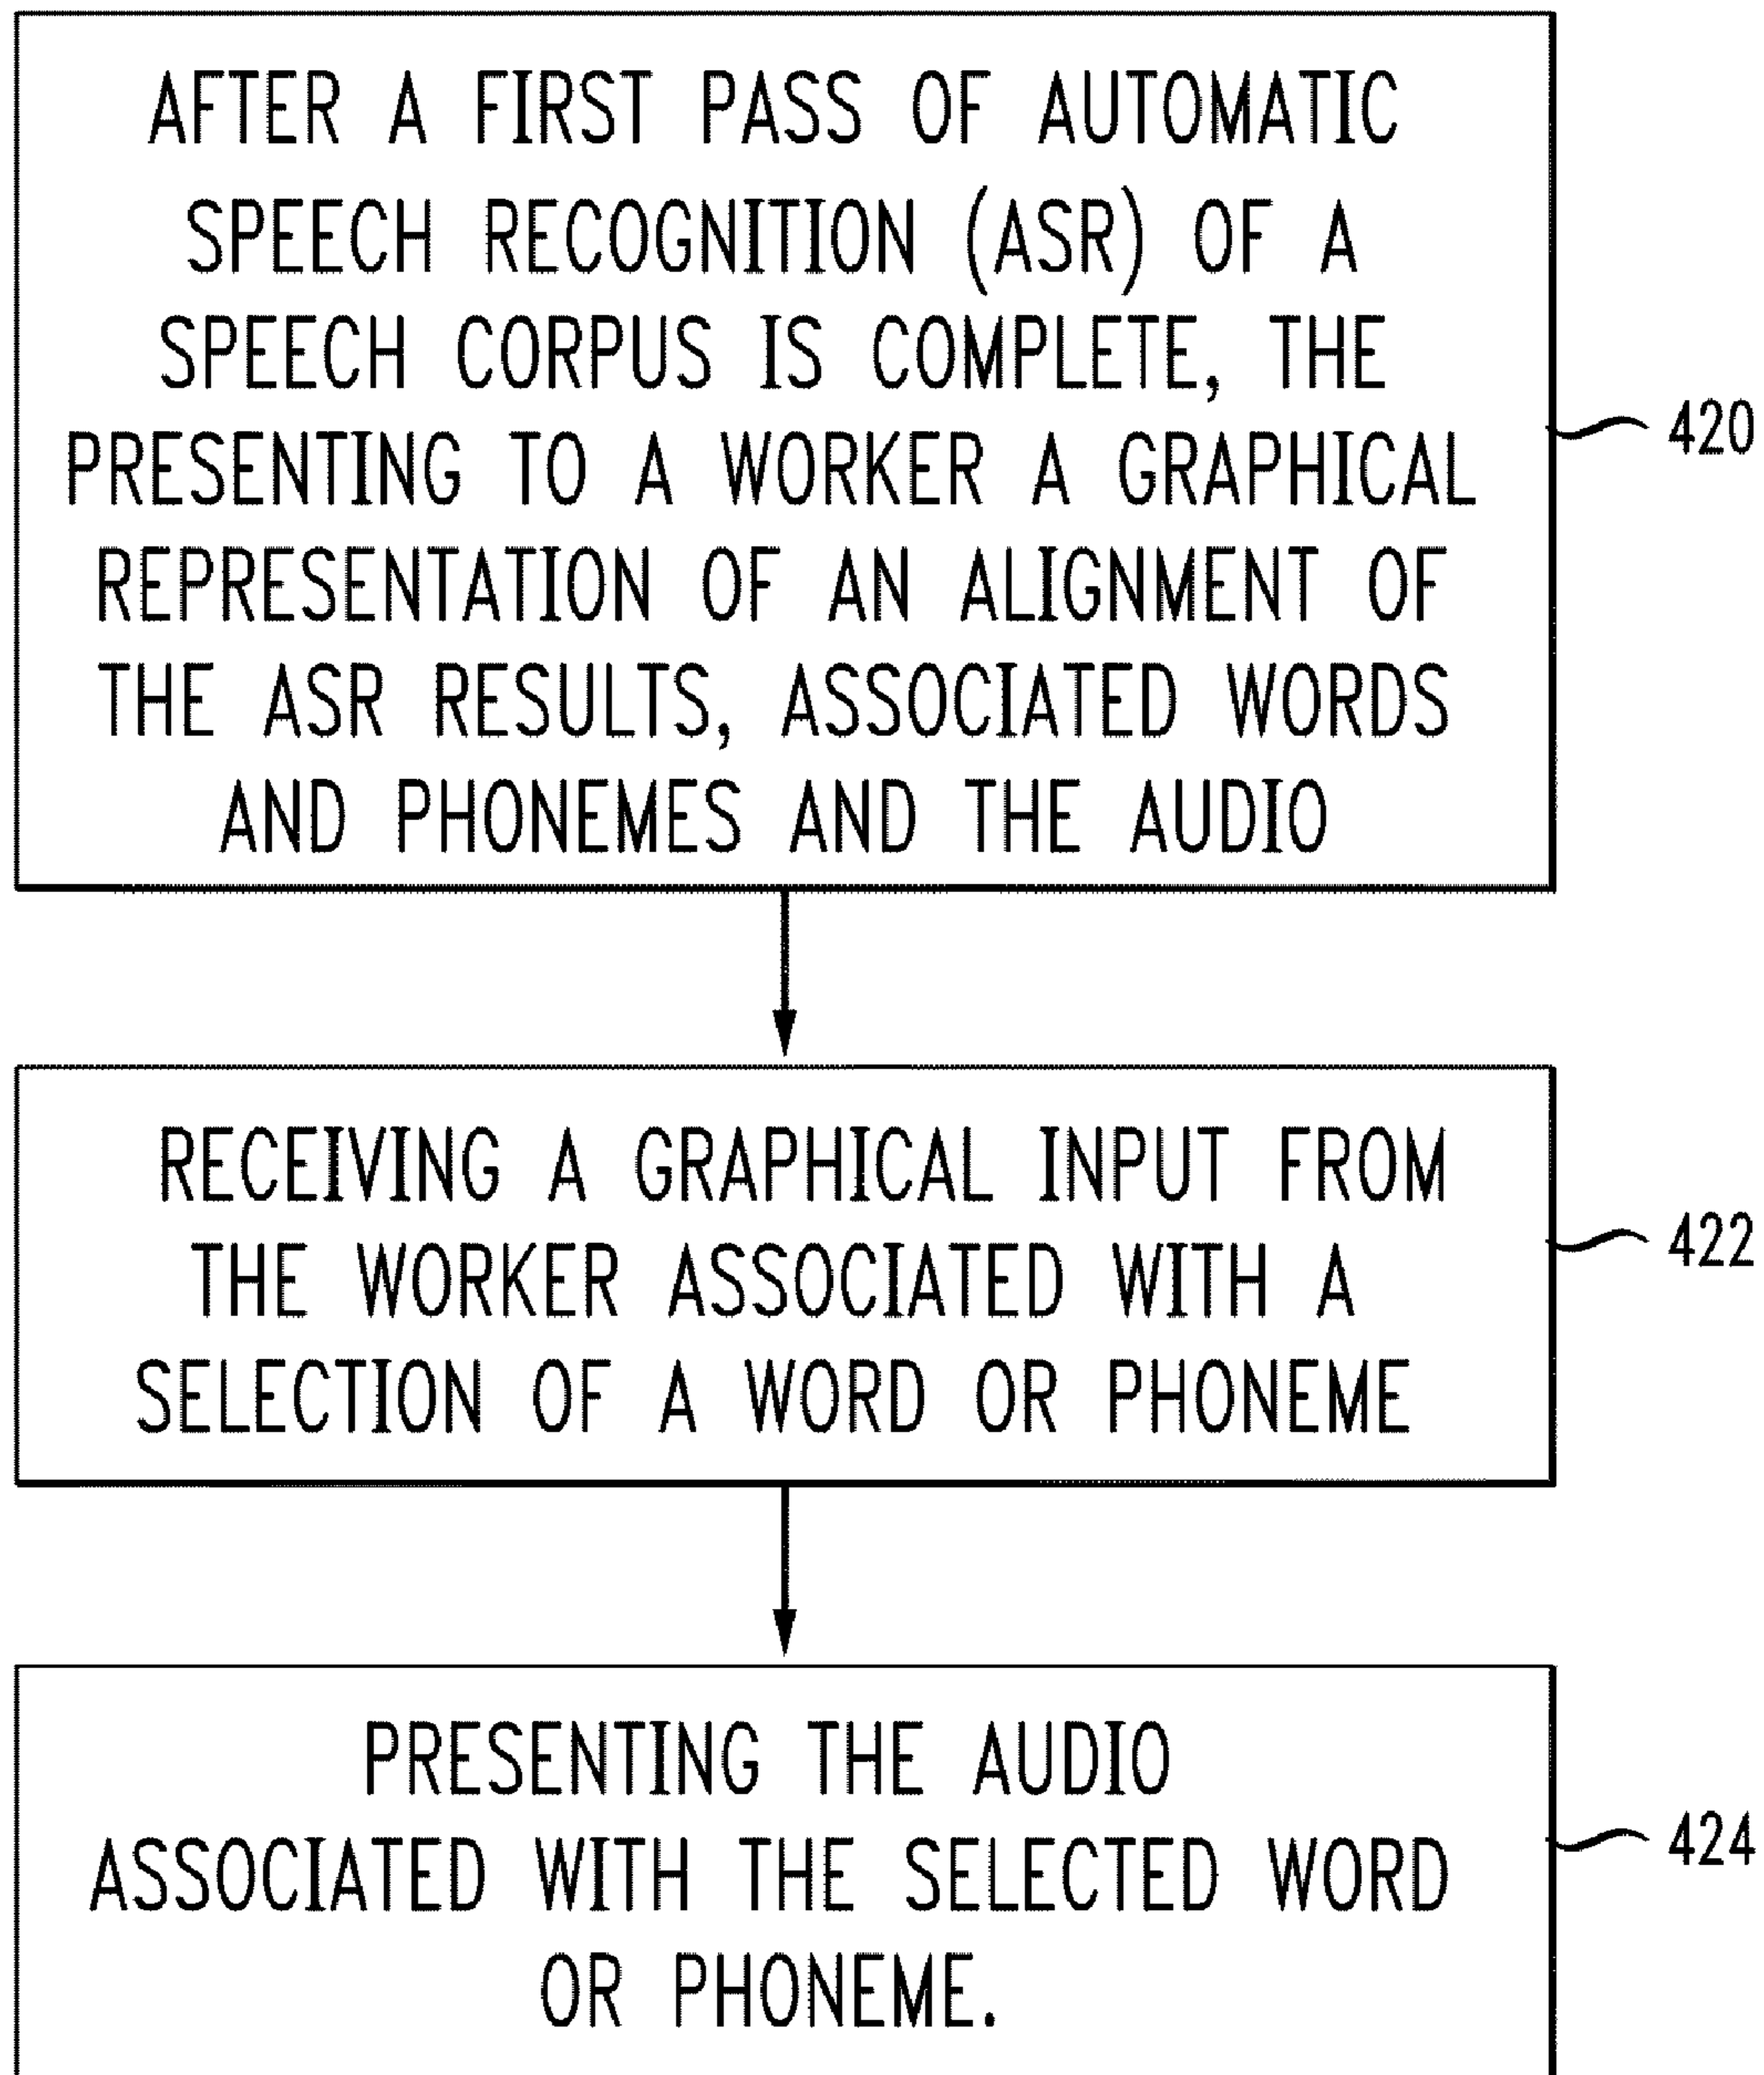 AFTER A FIRST PASS OF AUTOMATIC
SPEECH RECOGNITION (ASR) OF A
SPEECH CORPUS IS COMPLETE, THE
PRESENTING TO A WORKER A GRAPHICAL
REPRESENTATION OF AN ALIGNMENT OF
THE ASR RESULTS, ASSOCIATED WORDS
AND PHONEMES AND THE AUDIO
420
RECEIVING A GRAPHICAL INPUT FROM
THE WORKER ASSOCIATED WITH A
SELECTION OF A WORD OR PHONEME
422
PRESENTING THE AUDIO
ASSOCIATED WITH THE SELECTED WORD
OR PHONEME.
424